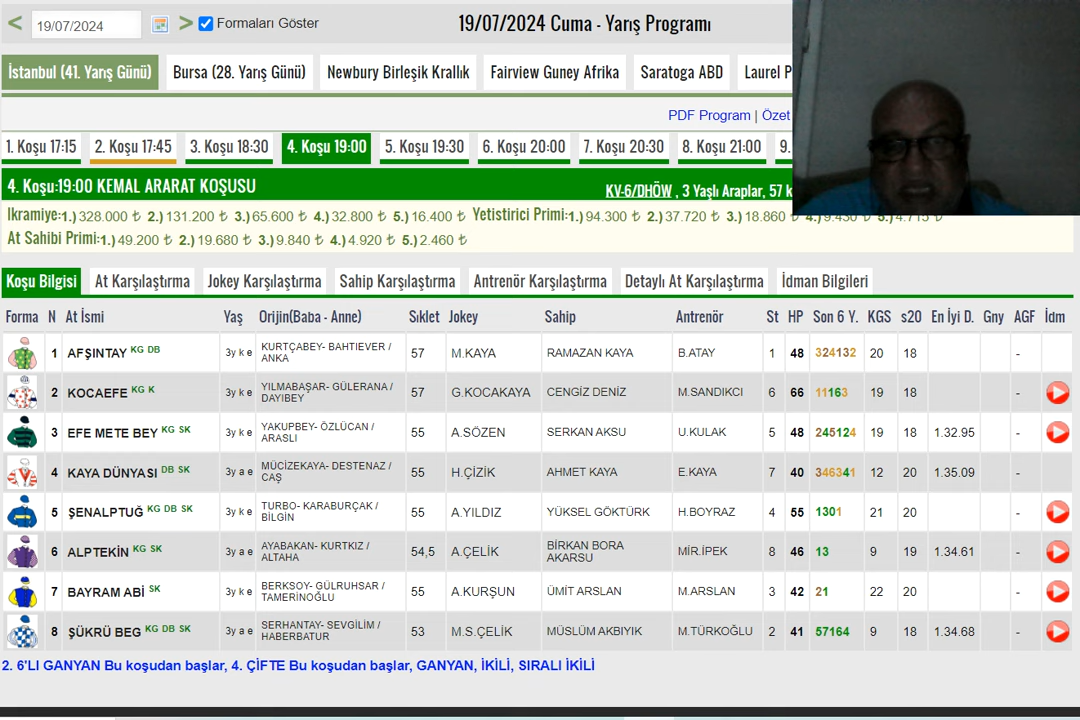 19/07/2024 Formaları Göster 19/07/2024 Cuma - Yarış Programı
İstanbul (41. Yarış Günü) Bursa (28. Yarış Günü) Newbury Birleşik Krallık Fairview Guney Afrika Saratoga ABD Laurel P
PDF Program | Özet
1. Koşu 17:15 2. Koşu 17:45 3. Koşu 18:30 4. Koşu 19:00 5. Koşu 19:30 6. Koşu 20:00 7. Koşu 20:30 8. Koşu 21:00 9.
4. Koşu:19:00 KEMAL ARARAT KOŞUSU KV-6/DHÖW , 3 Yaşlı Araplar, 57 k
Ikramiye:1.) 328.000 ₺ 2.) 131.200 ₺ 3.) 65.600 ₺ 4.) 32.800 ₺ 5.) 16.400 ₺ Yetistirici Primi:1.) 94.300 ₺ 2.) 37.720 ₺ 3.) 18.860 ₺ 4.) 9.430 ₺ 5.) 4.715 ₺
At Sahibi Primi:1.) 49.200 ₺ 2.) 19.680 ₺ 3.) 9.840 ₺ 4.) 4.920 ₺ 5.) 2.460 ₺
Koşu Bilgisi At Karşılaştırma Jokey Karşılaştırma Sahip Karşılaştırma Antrenör Karşılaştırma Detaylı At Karşılaştırma İdman Bilgileri
Forma N At İsmi Yaş Orijin(Baba - Anne) Sıklet Jokey Sahip Antrenör St HP Son 6 Y. KGS s20 En İyi D. Gny AGF İdm
1 AFŞINTAY KG DB 3y k e KURTÇABEY- BAHTIEVER / ANKA 57 M.KAYA RAMAZAN KAYA B.ATAY 1 48 324132 20 18 -
2 KOCAEFE KG K 3y k e YILMABAŞAR- GÜLERANA / DAYIBEY 57 G.KOCAKAYA CENGİZ DENİZ M.SANDIKCI 6 66 11163 19 18 -
3 EFE METE BEY KG SK 3y k e YAKUPBEY- ÖZLÜCAN / ARASLI 55 A.SÖZEN SERKAN AKSU U.KULAK 5 48 245124 19 18 1.32.95 -
4 KAYA DÜNYASI DB SK 3y a e MÜCİZEKAYA- DESTENAZ / CAŞ 55 H.ÇİZİK AHMET KAYA E.KAYA 7 40 346341 12 20 1.35.09 -
5 ŞENALPTUĞ KG DB SK 3y k e TURBO- KARABURÇAK / BİLGİN 55 A.YILDIZ YÜKSEL GÖKTÜRK H.BOYRAZ 4 55 1301 21 20 -
6 ALPTEKİN KG SK 3y a e AYABAKAN- KURTKIZ / ALTAHA 54,5 A.ÇELİK BİRKAN BORA AKARSU MİR.İPEK 8 46 13 9 19 1.34.61 -
7 BAYRAM ABİ SK 3y k e BERKSOY- GÜLRUHSAR / TAMERİNOĞLU 55 A.KURŞUN ÜMİT ARSLAN M.ARSLAN 3 42 21 22 20 -
8 ŞÜKRÜ BEG KG DB SK 3y a e SERHANTAY- SEVGİLİM / HABERBATUR 53 M.S.ÇELİK MÜSLÜM AKBIYIK M.TÜRKOĞLU 2 41 57164 9 18 1.34.68 -
2. 6'LI GANYAN Bu koşudan başlar, 4. ÇİFTE Bu koşudan başlar, GANYAN, İKİLİ, SIRALI İKİLİ